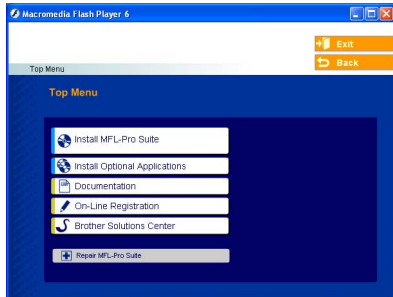 Macromedia Flash Player 6
Exit
Back
Top Menu
Top Menu
Install MFL-Pro Suite
Install Optional Applications
Documentation
On-Line Registration
Brother Solutions Center
Repair MFL-Pro Suite